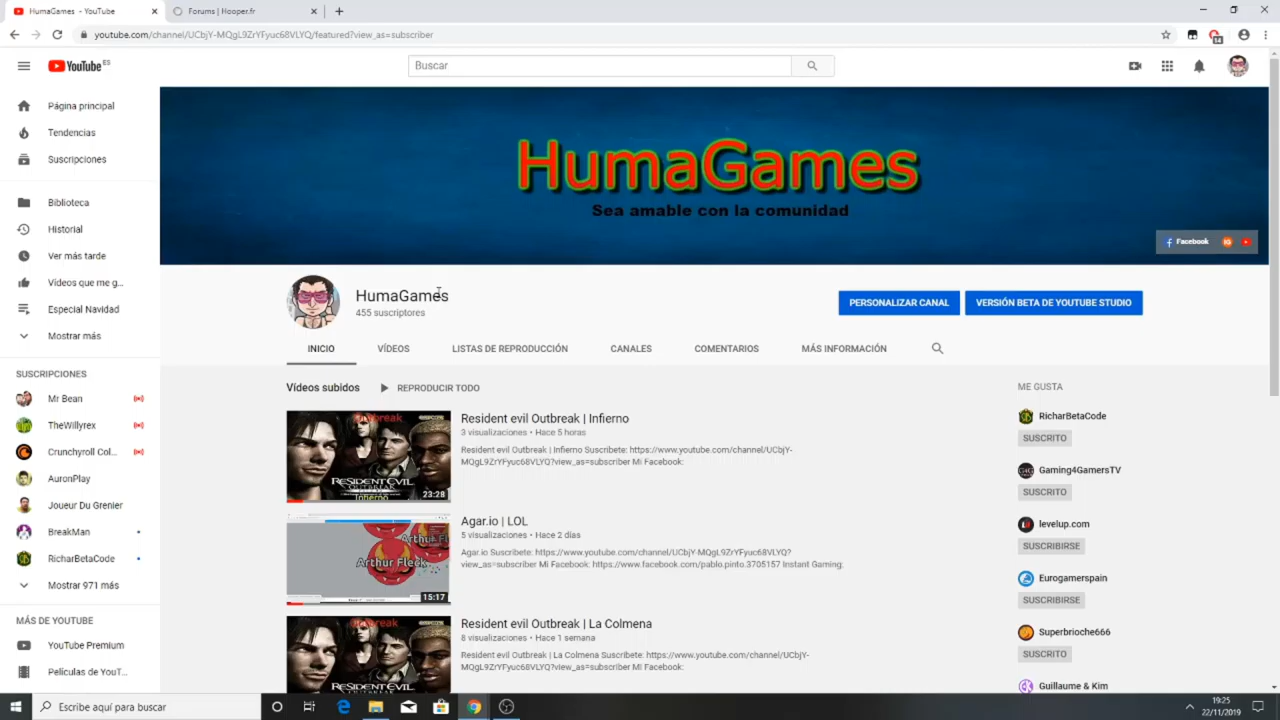 HumaGames - YouTube
Forums | Hooper.fr
youtube.com/channel/UCbjY-MQgL9ZrYFyuc68VLYQ/featured?view_as=subscriber
YouTube ES
Buscar
Página principal
Tendencias
Suscripciones
Biblioteca
Historial
Ver más tarde
Vídeos que me g...
Especial Navidad
Mostrar más
SUSCRIPCIONES
Mr Bean
TheWillyrex
Crunchyroll Col...
AuronPlay
Joueur Du Grenier
BreakMan
RicharBetaCode
Mostrar 971 más
MÁS DE YOUTUBE
YouTube Premium
Películas de YouT...
HumaGames
Sea amable con la comunidad
Facebook
HumaGames
455 suscriptores
PERSONALIZAR CANAL
VERSIÓN BETA DE YOUTUBE STUDIO
INICIO
VÍDEOS
LISTAS DE REPRODUCCIÓN
CANALES
COMENTARIOS
MÁS INFORMACIÓN
Vídeos subidos
REPRODUCIR TODO
RESIDENT EVIL
Infierno
23:28
Resident evil Outbreak | Infierno
3 visualizaciones • Hace 5 horas
Resident evil Outbreak | Infierno Suscribete: https://www.youtube.com/channel/UCbjY-
MQgL9ZrYFyuc68VLYQ?view_as=subscriber Mi Facebook:
Arthur Fleck
15:17
Agar.io | LOL
5 visualizaciones • Hace 2 días
Agar.io Suscribete: https://www.youtube.com/channel/UCbjY-MQgL9ZrYFyuc68VLYQ?
view_as=subscriber Mi Facebook: https://www.facebook.com/pablo.pinto.3705157 Instant Gaming:
RESIDENT EVIL
Resident evil Outbreak | La Colmena
8 visualizaciones • Hace 1 semana
Resident evil Outbreak | La Colmena Suscribete: https://www.youtube.com/channel/UCbjY-
MQgL9ZrYFyuc68VLYQ?view_as=subscriber Mi Facebook:
ME GUSTA
RicharBetaCode
SUSCRITO
Gaming4GamersTV
SUSCRITO
levelup.com
SUSCRIBIRSE
Eurogamerspain
SUSCRIBIRSE
Superbrioche666
SUSCRITO
Guillaume & Kim
Escribe aquí para buscar
19:25
22/11/2019